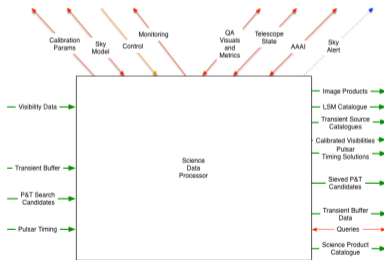 Calibration
Params
Sky
Model
Control
Monitoring
QA
Visuals
and
Metrics
Telescope
State
AAAI
Sky
Alert
Visibility Data
Transient Buffer
P&T Search
Candidates
Pulsar Timing
Science
Data
Processor
Image Products
LSM Catalogue
Transient Source
Catalogues
Calibrated Visibilities
Pulsar
Timing Solutions
Sieved P&T
Candidates
Transient Buffer
Data
Queries
Science Product
Catalogue